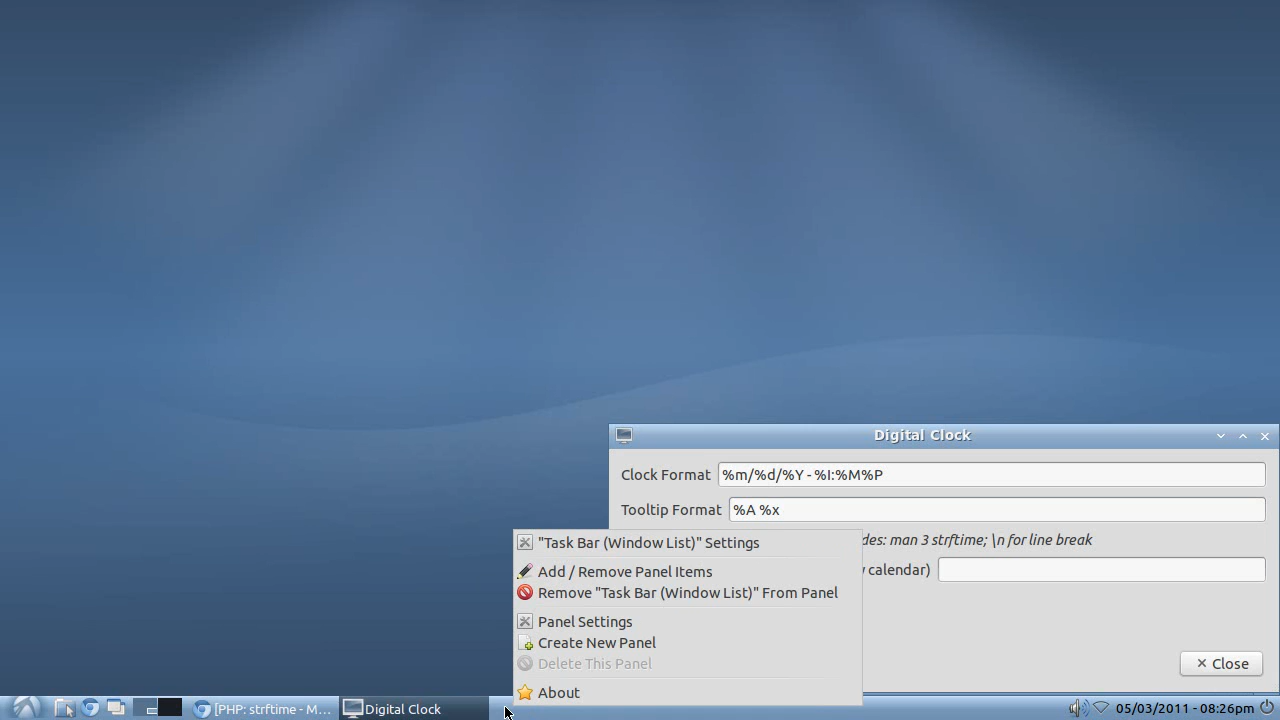 Digital Clock
Clock Format %m/%d/%Y - %I:%M%P
Tooltip Format %A %x
des: man 3 strftime; \n for line break
calendar)
"Task Bar (Window List)" Settings
Add / Remove Panel Items
Remove "Task Bar (Window List)" From Panel
Panel Settings
Create New Panel
Delete This Panel
About
Close
[PHP: strftime - M...
Digital Clock
05/03/2011 - 08:26pm